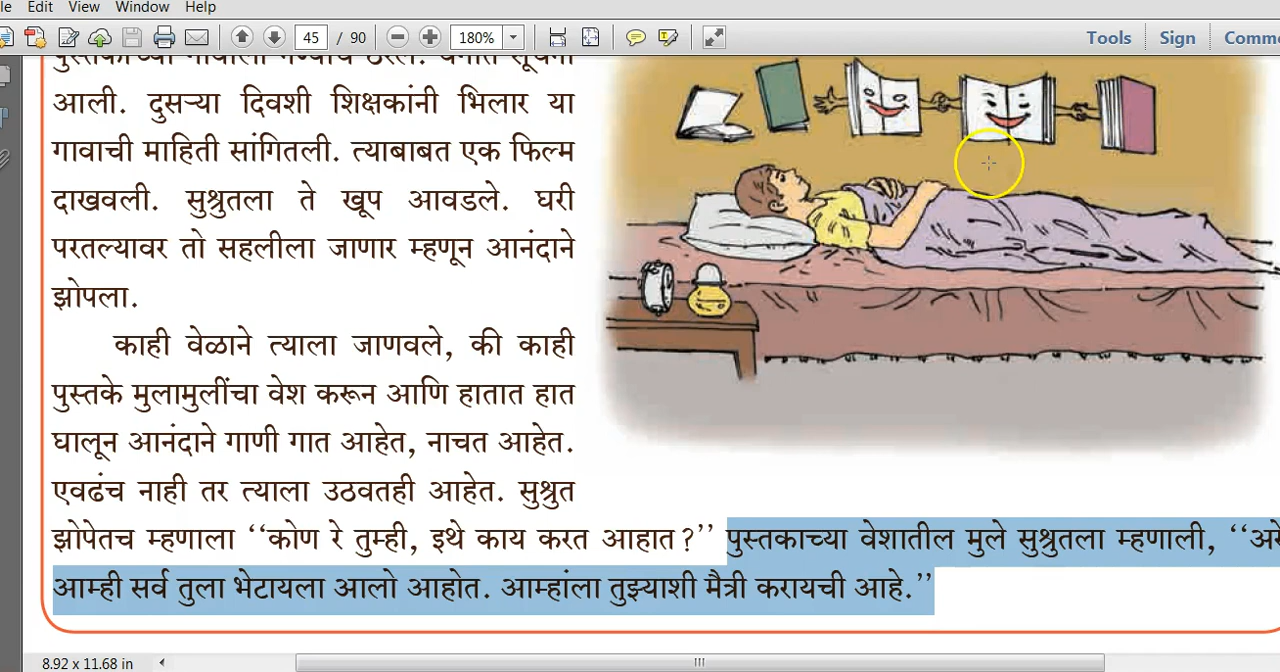 Edit View Window Help
45 / 90 180% Tools Sign
आली. दुसऱ्या दिवशी शिक्षकांनी भिलार या
गावाची माहिती सांगितली. त्याबाबत एक फिल्म
दाखवली. सुश्रुतला ते खूप आवडले. घरी
परतल्यावर तो सहलीला जाणार म्हणून आनंदाने
झोपला.
काही वेळाने त्याला जाणवले, की काही
पुस्तके मुलामुलींचा वेश करून आणि हातात हात
घालून आनंदाने गाणी गात आहेत, नाचत आहेत.
एवढंच नाही तर त्याला उठवतही आहेत. सुश्रुत
झोपेतच म्हणाला ‘‘कोण रे तुम्ही, इथे काय करत आहात?’’ पुस्तकाच्या वेशातील मुले सुश्रुतला म्हणाली,
आम्ही सर्व तुला भेटायला आलो आहोत. आम्हांला तुझ्याशी मैत्री करायची आहे.’’
8.92 x 11.68 in